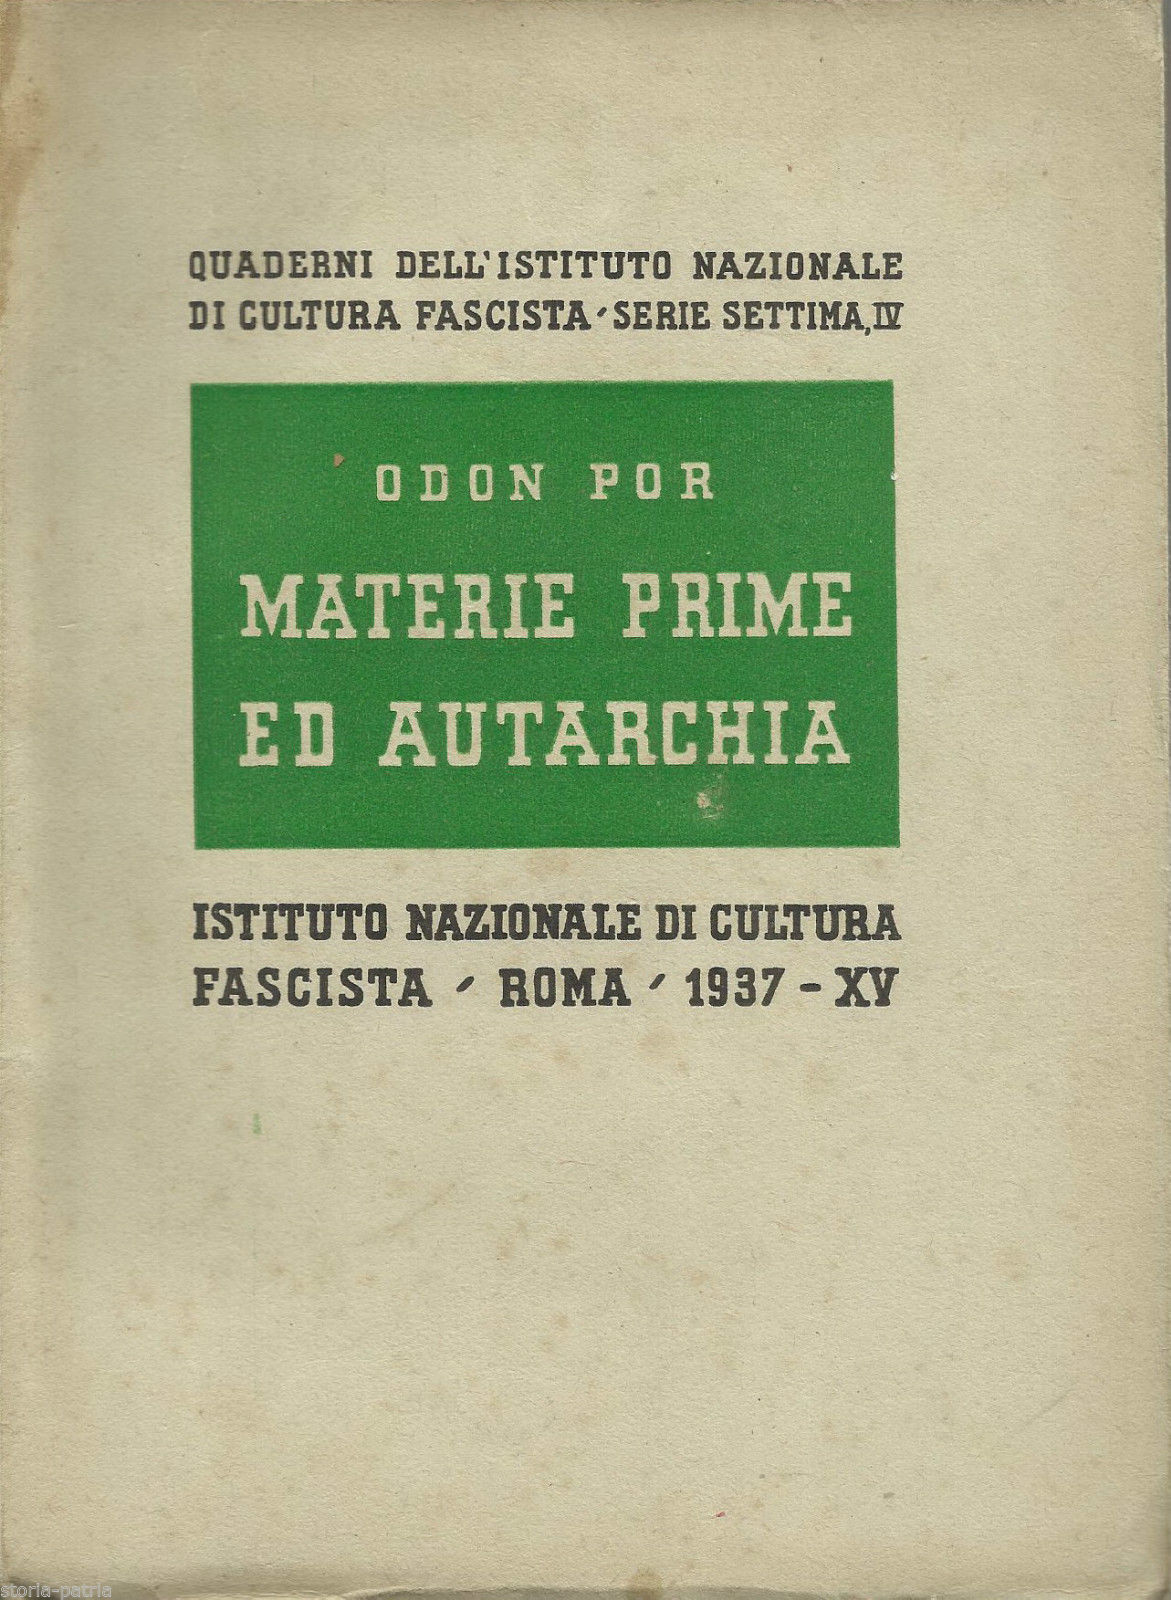 QUADERNI DELL'ISTITUTO NAZIONALE
DI CULTURA FASCISTA - SERIE SETTIMA, IV
ODON POR
MATERIE PRIME
ED AUTARCHIA
ISTITUTO NAZIONALE DI CULTURA
FASCISTA - ROMA - 1937 - XV
storia-patria